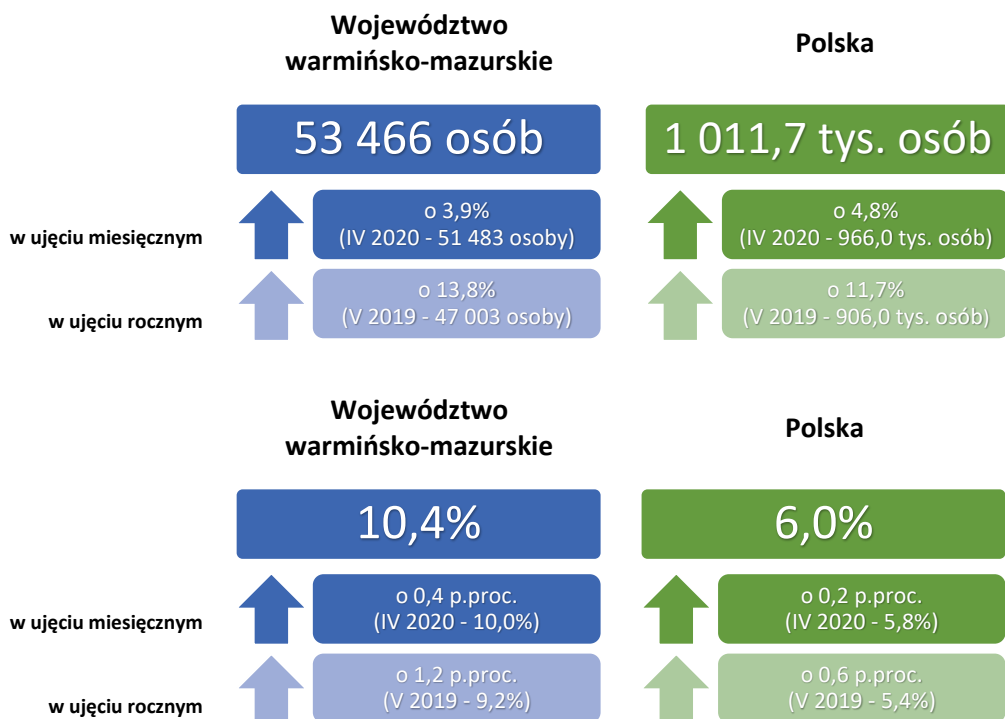 Województwo
warmińsko-mazurskie
Polska
53 466 osób
1 011,7 tys. osób
w ujęciu miesięcznym
o 3,9%
(IV 2020 - 51 483 osoby)
o 4,8%
(IV 2020 - 966,0 tys. osób)
w ujęciu rocznym
o 13,8%
(V 2019 - 47 003 osoby)
o 11,7%
(V 2019 - 906,0 tys. osób)
Województwo
warmińsko-mazurskie
Polska
10,4%
6,0%
w ujęciu miesięcznym
o 0,4 p.proc.
(IV 2020 - 10,0%)
o 0,2 p.proc.
(IV 2020 - 5,8%)
w ujęciu rocznym
o 1,2 p.proc.
(V 2019 - 9,2%)
o 0,6 p.proc.
(V 2019 - 5,4%)